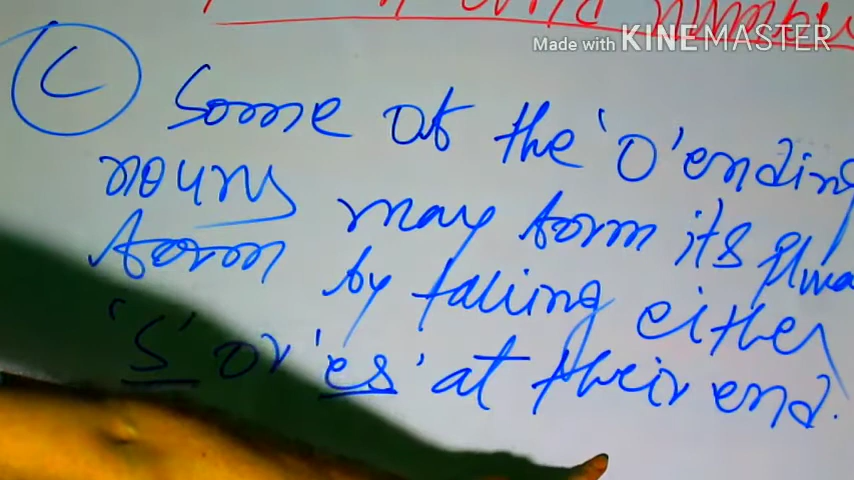 Made with KINEMASTER
C Some of the 'O' ending
nouns may form its
form by taking either
'S' or 'es' at their end.